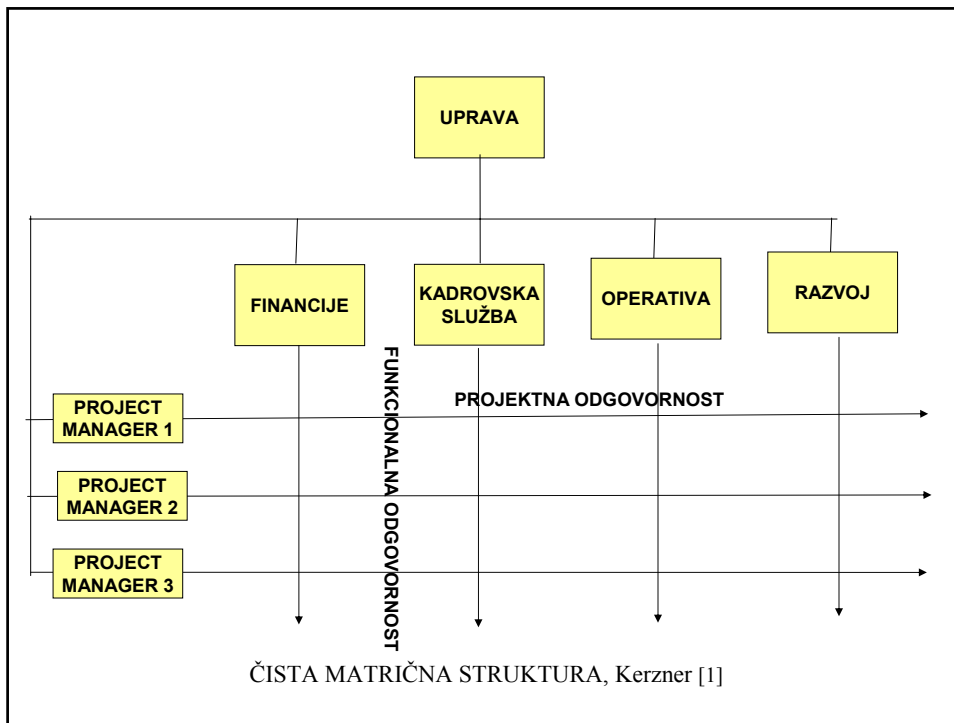 UPRAVA
FINANCIJE
KADROVSKA
SLUŽBA
OPERATIVA
RAZVOJ
FUNKCIONALNA ODGOVORNOST
PROJEKTNA ODGOVORNOST
PROJECT
MANAGER 1
PROJECT
MANAGER 2
PROJECT
MANAGER 3
ČISTA MATRIČNA STRUKTURA, Kerzner [1]